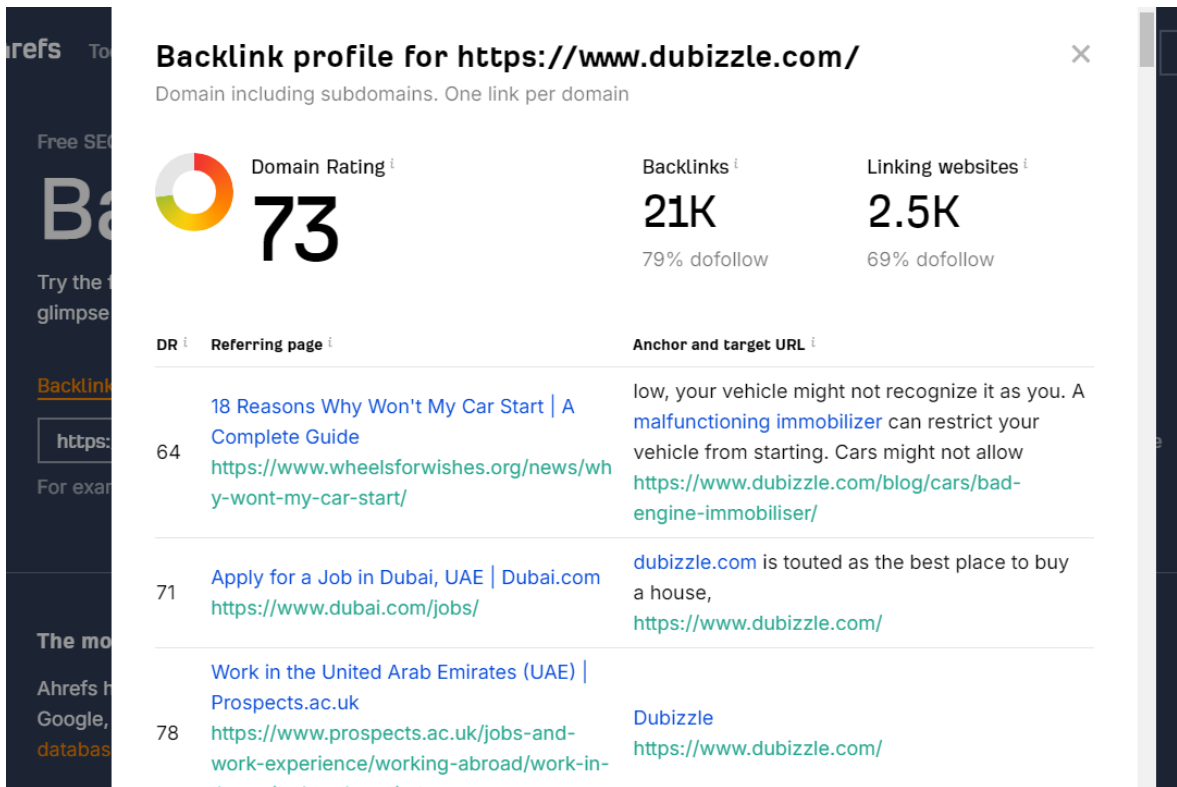 Backlink profile for https://www.dubizzle.com/
Domain including subdomains. One link per domain
Domain Rating i
73
Backlinks i
21K
79% dofollow
Linking websites i
2.5K
69% dofollow
DR i Referring page i Anchor and target URL i
64
18 Reasons Why Won't My Car Start | A
Complete Guide
https://www.wheelsforwishes.org/news/wh
y-wont-my-car-start/
low, your vehicle might not recognize it as you. A
malfunctioning immobilizer can restrict your
vehicle from starting. Cars might not allow
https://www.dubizzle.com/blog/cars/bad-
engine-immobiliser/
71
Apply for a Job in Dubai, UAE | Dubai.com
https://www.dubai.com/jobs/
dubizzle.com is touted as the best place to buy
a house,
https://www.dubizzle.com/
78
Work in the United Arab Emirates (UAE) |
Prospects.ac.uk
https://www.prospects.ac.uk/jobs-and-
work-experience/working-abroad/work-in-
Dubizzle
https://www.dubizzle.com/
refs To
Free SE
Ba
Try the f
glimpse
Backlink
https:
For exar
The mo
Ahrefs h
Google,
databas